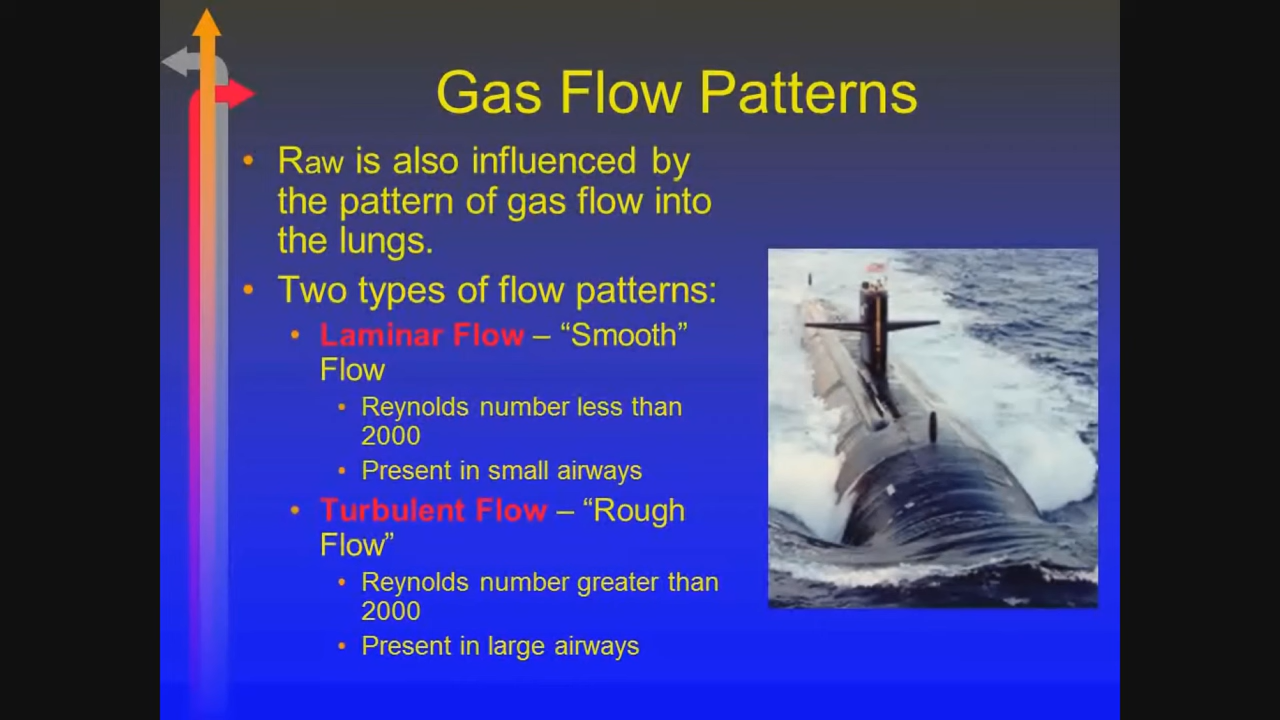 Gas Flow Patterns
• Raw is also influenced by
the pattern of gas flow into
the lungs.
• Two types of flow patterns:
• Laminar Flow – “Smooth”
Flow
• Reynolds number less than
2000
• Present in small airways
• Turbulent Flow – “Rough
Flow”
• Reynolds number greater than
2000
• Present in large airways